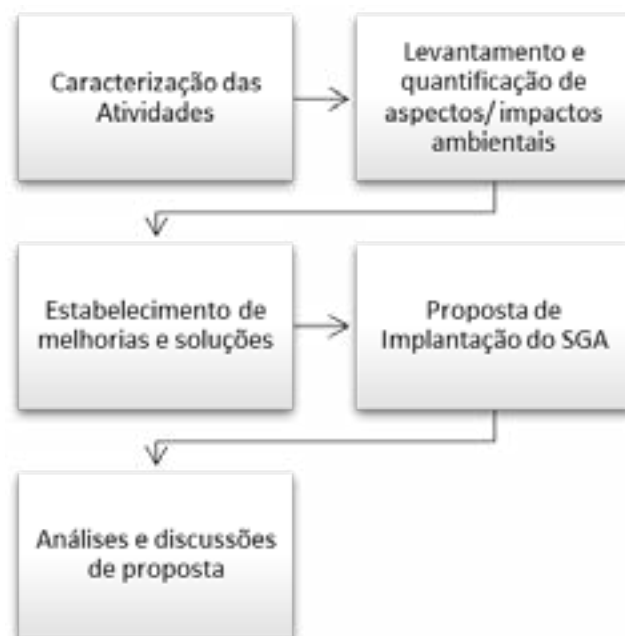 Caracterização das
Atividades
Levantamento e
quantificação de
aspectos/ impactos
ambientais
Estabelecimento de
melhorias e soluções
Proposta de
Implantação do SGA
Análises e discussões
de proposta